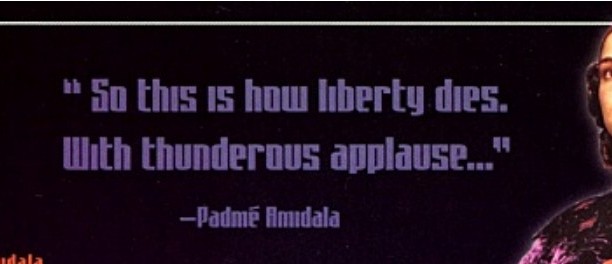 “ So this is how liberty dies.
With thunderous applause...”
—Padmé Amidala